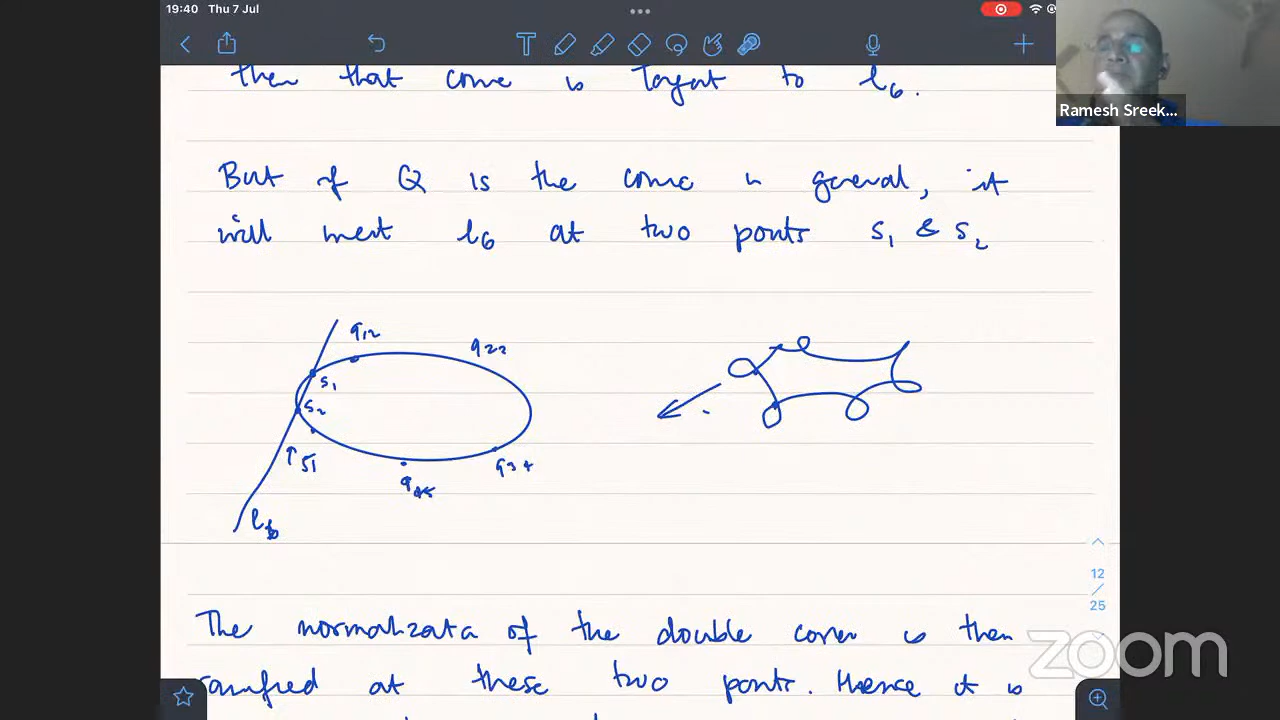 19:40 Thu 7 Jul
Ramesh Sreek...
then that conic is tangent to l6.
But if Q is the conic in general, it
will meet l6 at two points s1 & s2
q12
q23
s1
s2
51
q34
q45
l6
12
/
25
The normalization of the double cover is then
ramified at these two points. Hence it is
zoom